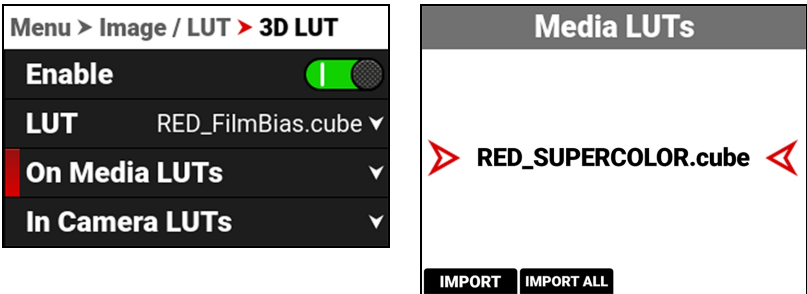 Menu > Image / LUT > 3D LUT
Enable
LUT RED_FilmBias.cube
On Media LUTs
In Camera LUTs
Media LUTs
RED_SUPERCOLOR.cube
IMPORT IMPORT ALL